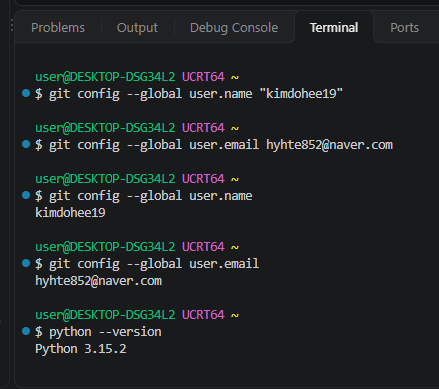 Problems Output Debug Console Terminal Ports
user@DESKTOP-DSG34L2 UCRT64 ~
$ git config --global user.name "kimdohee19"
user@DESKTOP-DSG34L2 UCRT64 ~
$ git config --global user.email hyhte852@naver.com
user@DESKTOP-DSG34L2 UCRT64 ~
$ git config --global user.name
kimdohee19
user@DESKTOP-DSG34L2 UCRT64 ~
$ git config --global user.email
hyhte852@naver.com
user@DESKTOP-DSG34L2 UCRT64 ~
$ python --version
Python 3.15.2